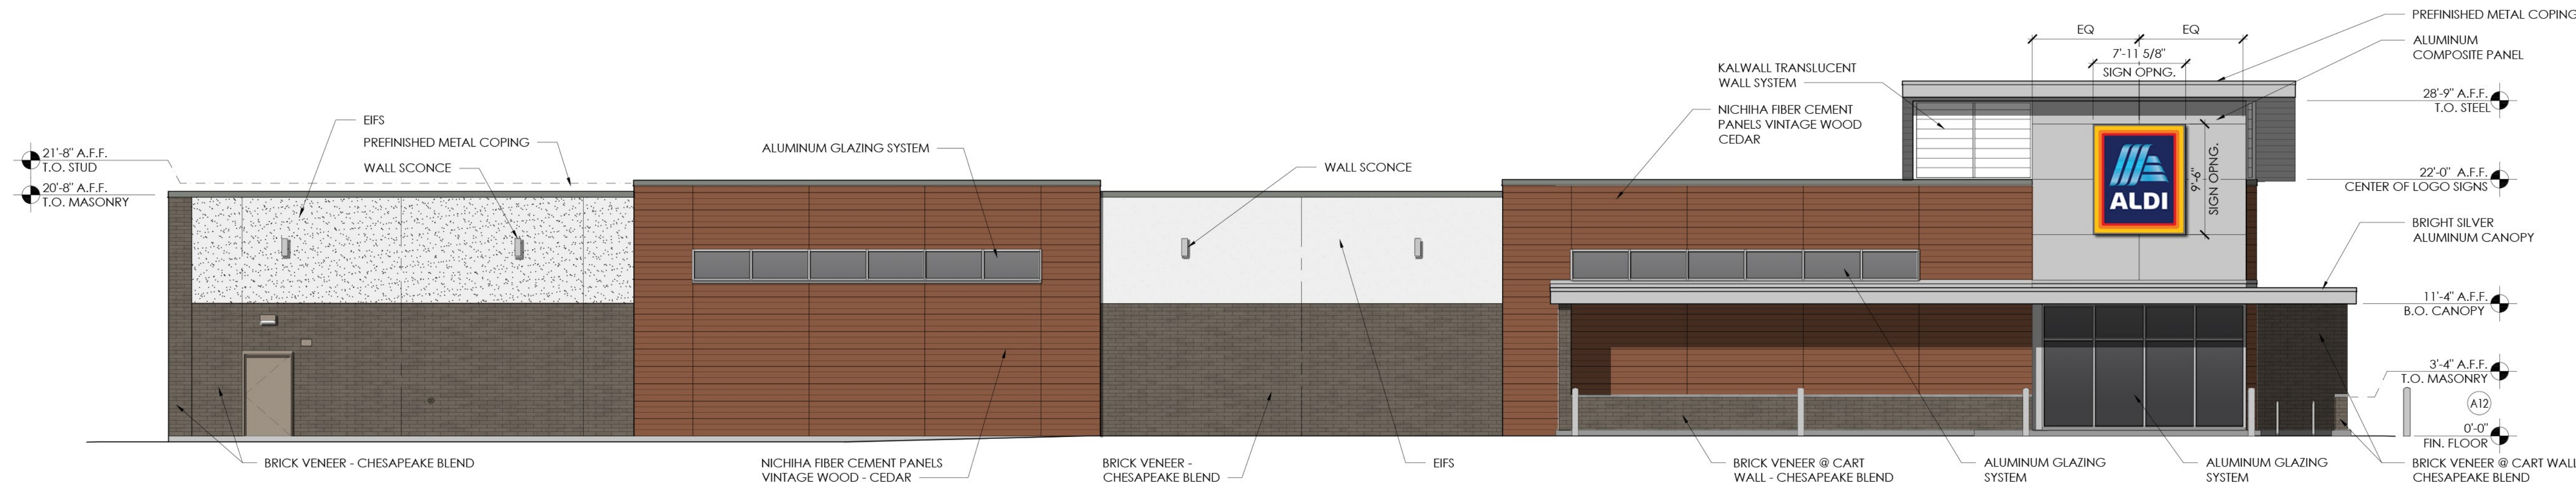 PREFINISHED METAL COPING
EQ
EQ
ALUMINUM
COMPOSITE PANEL
7'-11 5/8"
SIGN OPNG.
KALWALL TRANSLUCENT
WALL SYSTEM
28'-9" A.F.F.
T.O. STEEL
NICHIHA FIBER CEMENT
PANELS VINTAGE WOOD
CEDAR
EIFS
PREFINISHED METAL COPING
ALUMINUM GLAZING SYSTEM
21'-8" A.F.F.
T.O. STUD
WALL SCONCE
WALL SCONCE
20'-8" A.F.F.
T.O. MASONRY
9'-6"
SIGN OPNG.
ALDI
22'-0" A.F.F.
CENTER OF LOGO SIGNS
BRIGHT SILVER
ALUMINUM CANOPY
11'-4" A.F.F.
B.O. CANOPY
3'-4" A.F.F.
T.O. MASONRY
A12
0'-0"
FIN. FLOOR
BRICK VENEER - CHESAPEAKE BLEND
NICHIHA FIBER CEMENT PANELS
VINTAGE WOOD - CEDAR
BRICK VENEER -
CHESAPEAKE BLEND
EIFS
BRICK VENEER @ CART
WALL - CHESAPEAKE BLEND
ALUMINUM GLAZING
SYSTEM
ALUMINUM GLAZING
SYSTEM
BRICK VENEER @ CART WALL
CHESAPEAKE BLEND